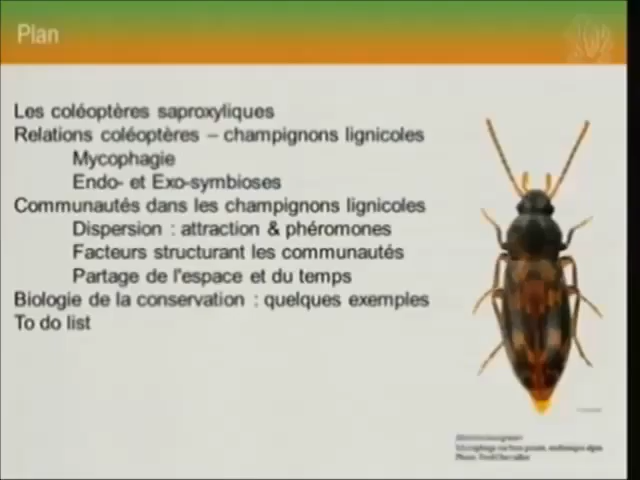 Plan
Les coléoptères saproxyliques
Relations coléoptères – champignons lignicoles
Mycophagie
Endo- et Exo-symbioses
Communautés dans les champignons lignicoles
Dispersion : attraction & phéromones
Facteurs structurant les communautés
Partage de l'espace et du temps
Biologie de la conservation : quelques exemples
To do list